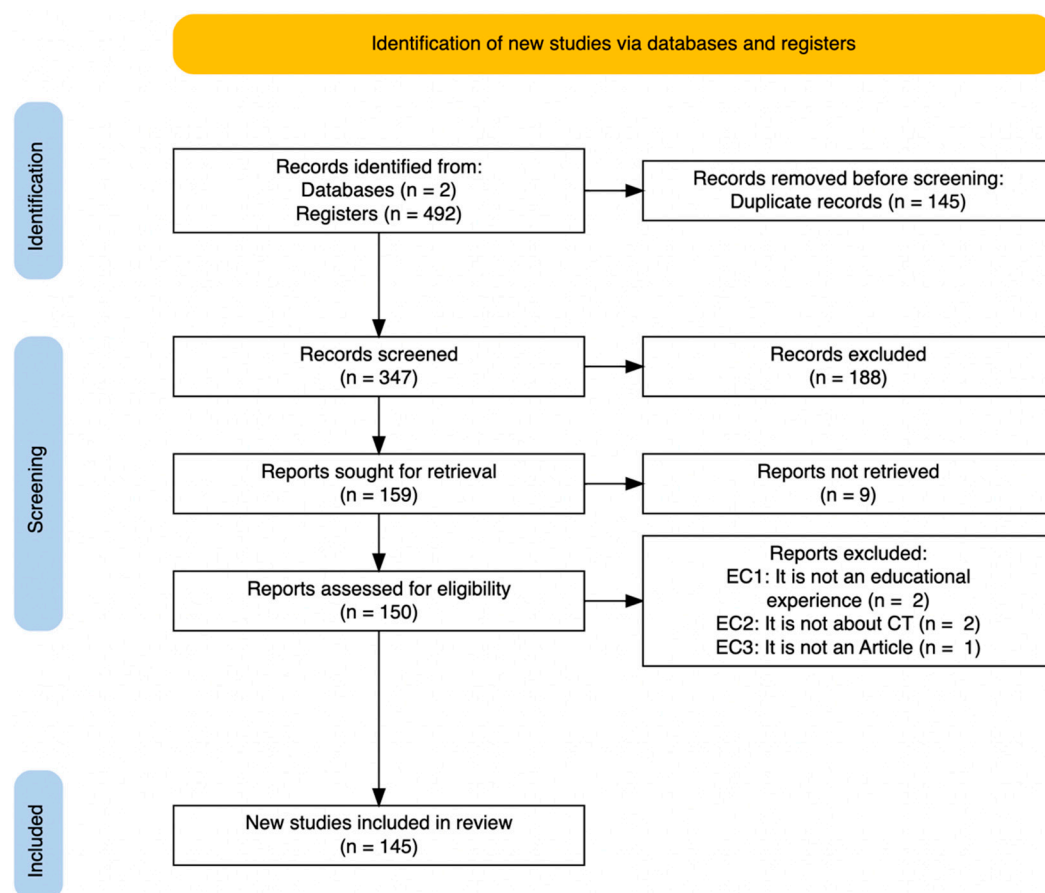 Identification of new studies via databases and registers
Identification
Records identified from:
Databases (n = 2)
Registers (n = 492)
Records removed before screening:
Duplicate records (n = 145)
Screening
Records screened
(n = 347)
Records excluded
(n = 188)
Reports sought for retrieval
(n = 159)
Reports not retrieved
(n = 9)
Reports assessed for eligibility
(n = 150)
Reports excluded:
EC1: It is not an educational
experience (n = 2)
EC2: It is not about CT (n = 2)
EC3: It is not an Article (n = 1)
Included
New studies included in review
(n = 145)